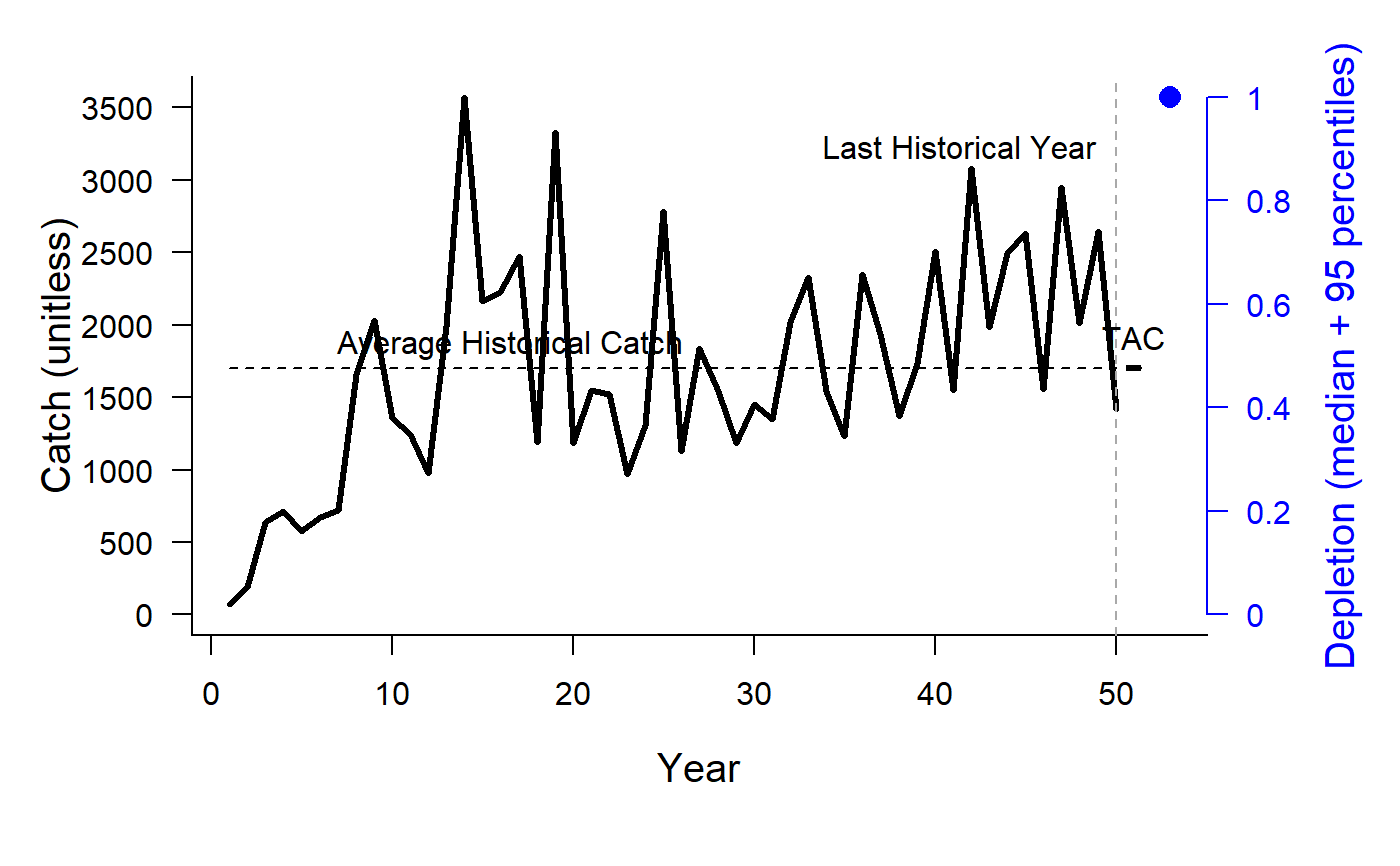 Catch (unitless)
3500
3000
2500
2000
1500
1000
500
0
Average Historical Catch
Last Historical Year
TAC
0 10 20 30 40 50
Year
1
0.8
0.6
0.4
0.2
0
Depletion (median + 95 percentiles)